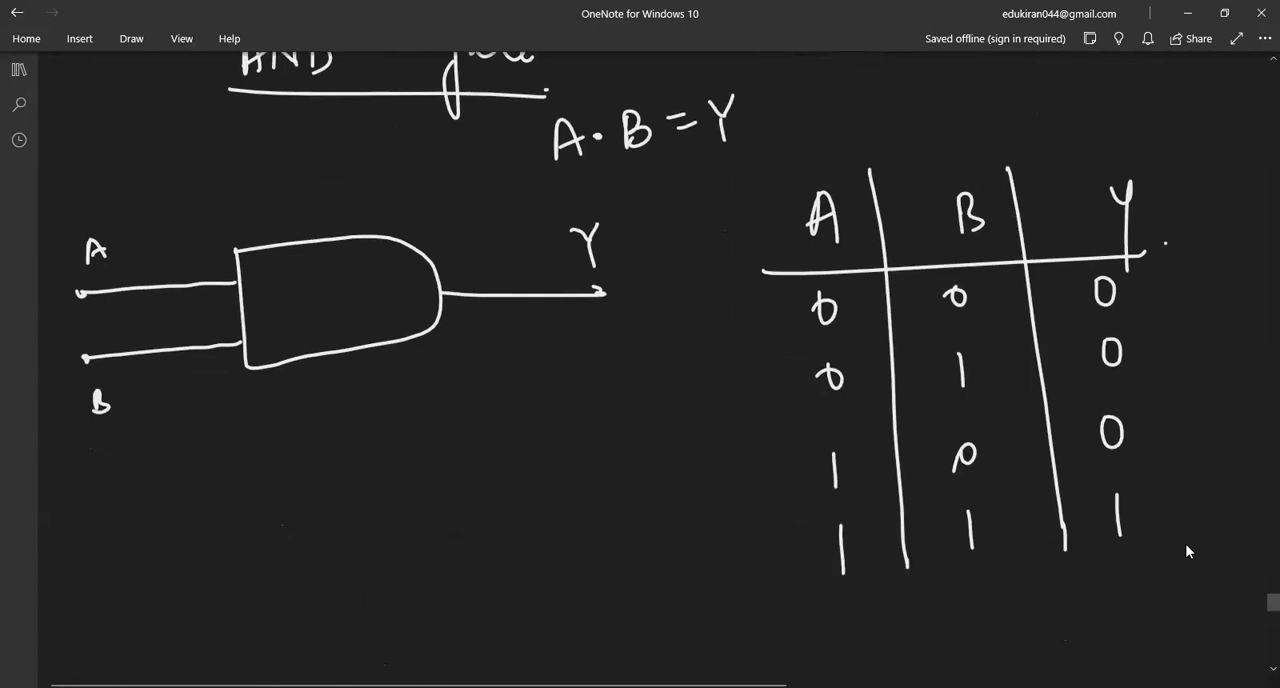 OneNote for Windows 10
edukiran044@gmail.com
Home Insert Draw View Help
Saved offline (sign in required)
Share
AND gate
A · B = Y
A
B
Y
A B Y
0 0 0
0 1 0
1 0 0
1 1 1